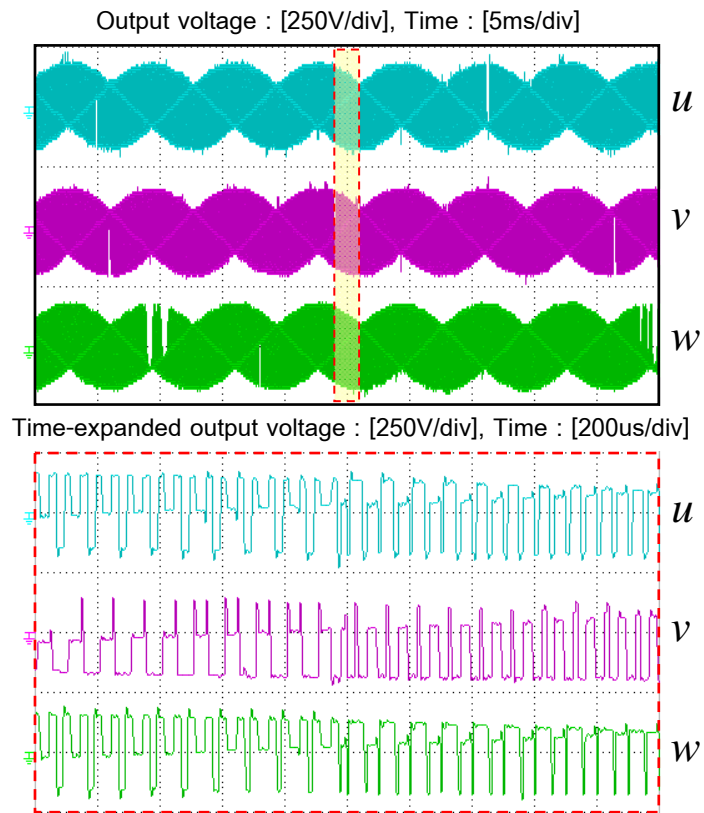 Output voltage : [250V/div], Time : [5ms/div]
u
v
w
Time-expanded output voltage : [250V/div], Time : [200us/div]
u
v
w